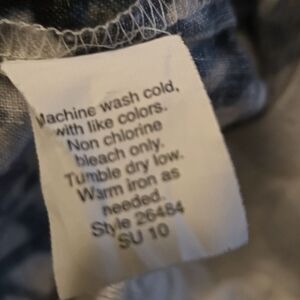 Machine wash cold,
with like colors.
Non chlorine
bleach only.
Tumble dry low.
Warm iron as
needed.
Style 26484
SU 10